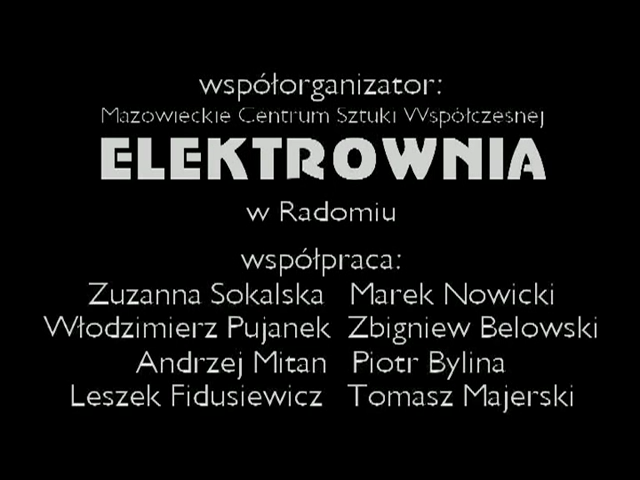 współorganizator:
Mazowieckie Centrum Sztuki Współczesnej
ELEKTROWNIA
w Radomiu
współpraca:
Zuzanna Sokalska Marek Nowicki
Włodzimierz Pujanek Zbigniew Belowski
Andrzej Mitan Piotr Bylina
Leszek Fidusiewicz Tomasz Majerski